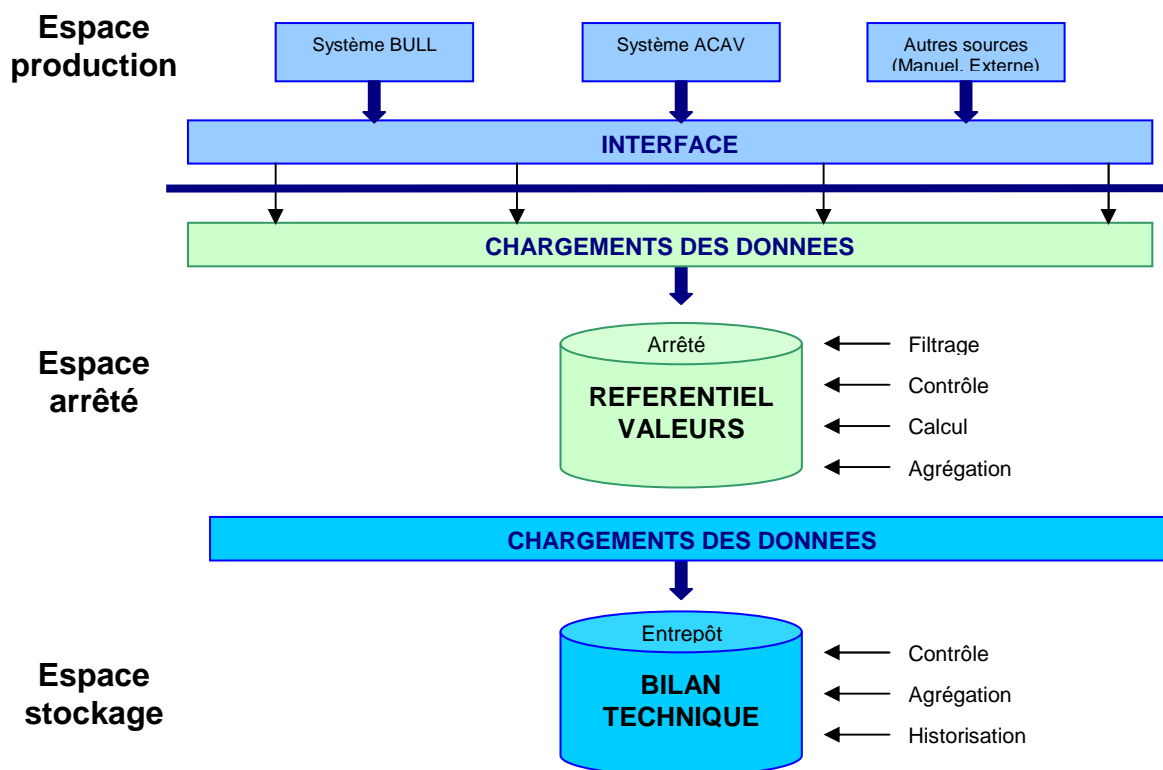 Espace
production
Système BULL
Système ACAV
Autres sources
(Manuel, Externe)
INTERFACE
CHARGEMENTS DES DONNEES
Espace
arrêté
Arrêté
RÉFERENTIEL
VALEURS
Filtrage
Contrôle
Calcul
Agrégation
CHARGEMENTS DES DONNEES
Espace
stockage
Entrepôt
BILAN
TECHNIQUE
Contrôle
Agrégation
Historisation